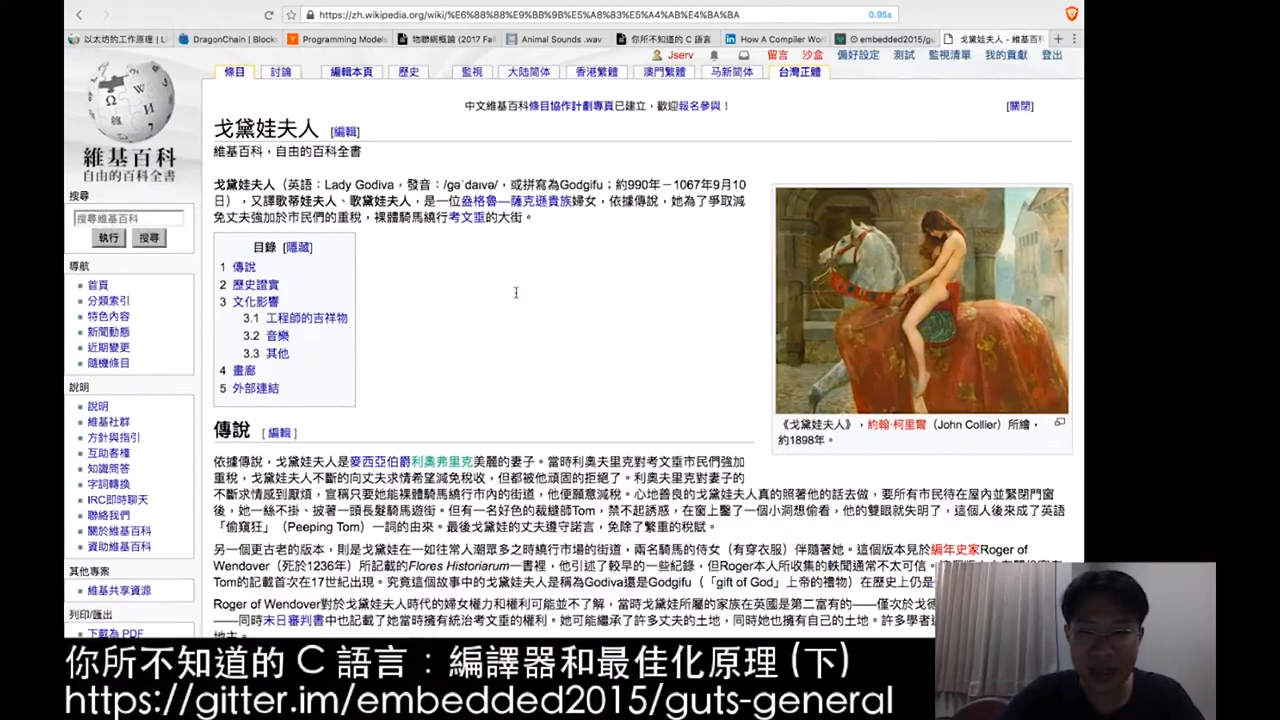 https://zh.wikipedia.org/wiki/%E6%88%88%E9%BB%9B%E5%A8%83%E5%A4%AB%E4%BA%BA
0.95s
以太坊的工作原理 | Li
DragonChain | Block
Programming Models
物聯網概論 (2017 Fall
Animal Sounds .wav
你所不知道的 C 語言
How A Compiler Wor
© embedded2015/gu
戈黛娃夫人 - 維基百科
Jserv
留言
沙盒
偏好設定
測試
監視清單
我的貢獻
登出
條目
討論
編輯本頁
歷史
監視
大陆简体
香港繁體
澳門繁體
马新简体
台灣正體
中文維基百科條目協作計劃專頁已建立，歡迎報名參與！
[關閉]
戈黛娃夫人 [編輯]
維基百科，自由的百科全書
戈黛娃夫人（英語：Lady Godiva，發音：/ɡəˈdaɪvə/，或拼寫為Godgifu；約990年－1067年9月10
日），又譯歌蒂娃夫人、歌黛娃夫人，是一位盎格魯—薩克遜貴族婦女，依據傳說，她為了爭取減
免丈夫強加於市民們的重稅，裸體騎馬繞行考文垂的大街。
目錄 [隱藏]
1 傳說
2 歷史證實
3 文化影響
3.1 工程師的吉祥物
3.2 音樂
3.3 其他
4 畫廊
5 外部連結
《戈黛娃夫人》，約翰·柯里爾（John Collier）所繪，
約1898年。
傳說 [編輯]
依據傳說，戈黛娃夫人是麥西亞伯爵利奧弗里克美麗的妻子。當時利奧夫里克對考文垂市民們強加
重稅，戈黛娃夫人不斷的向丈夫求情希望減免稅收，但都被他頑固的拒絕了。利奧夫里克對妻子的
不斷求情感到厭煩，宣稱只要她能裸體騎馬繞行市內的街道，他便願意減稅。心地善良的戈黛娃夫人真的照著他的話去做，要所有市民待在屋內並緊閉門窗
後，她一絲不掛、披著一頭長髮騎馬遊街。但有一名好色的裁縫師Tom，禁不起誘惑，在窗上鑿了一個小洞想偷看，他的雙眼就失明了，這個人後來成了英語
「偷窺狂」（Peeping Tom）一詞的由來。最後戈黛娃的丈夫遵守諾言，免除了繁重的稅賦。
另一個更古老的版本，則是戈黛娃在一如往常人潮眾多之時繞行市場的街道，兩名騎馬的侍女（有穿衣服）伴隨著她。這個版本見於編年史家Roger of
Wendover（死於1236年）所記載的Flores Historiarum一書裡，他引述了較早的一些紀錄，但Roger本人所收集的軼聞通常不太可信。
Tom的記載首次在17世紀出現。究竟這個故事中的戈黛娃夫人是稱為Godiva還是Godgifu（「gift of God」上帝的禮物）在歷史上仍是
Roger of Wendover對於戈黛娃夫人時代的婦女權力和權利可能並不了解，當時戈黛娃所屬的家族在英國是第二富有的——僅次於戈德
——同時末日審判書中也記載了她當時擁有統治考文垂的權利。她可能繼承了許多丈夫的土地，同時她也擁有自己的土地。許多學者
地主。
維基百科
自由的百科全書
搜尋
搜尋維基百科
執行
搜尋
導航
首頁
分類索引
特色內容
新聞動態
近期變更
隨機條目
說明
說明
維基社群
方針與指引
互助客棧
知識問答
字詞轉換
IRC即時聊天
聯絡我們
關於維基百科
資助維基百科
其他專案
維基共享資源
列印/匯出
下載為 PDF
你所不知道的 C 語言：編譯器和最佳化原理 (下)
https://gitter.im/embedded2015/guts-general